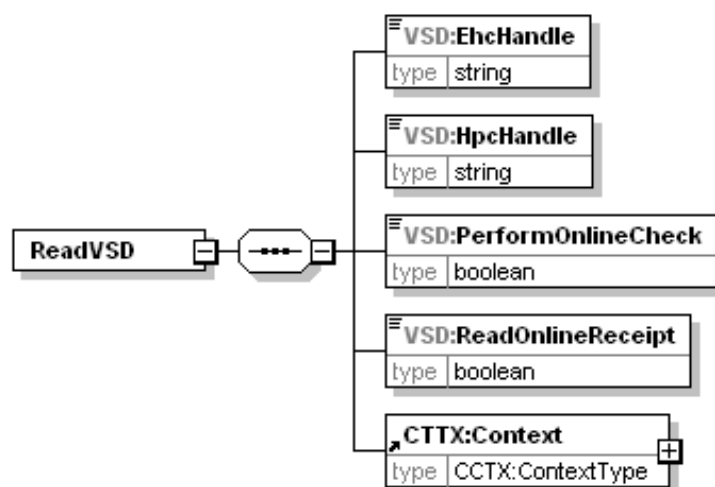 VSD:EhcHandle
type string
VSD:HpcHandle
type string
ReadVSD
VSD:PerformOnlineCheck
type boolean
VSD:ReadOnlineReceipt
type boolean
CTTX:Context
type CCTX:ContextType